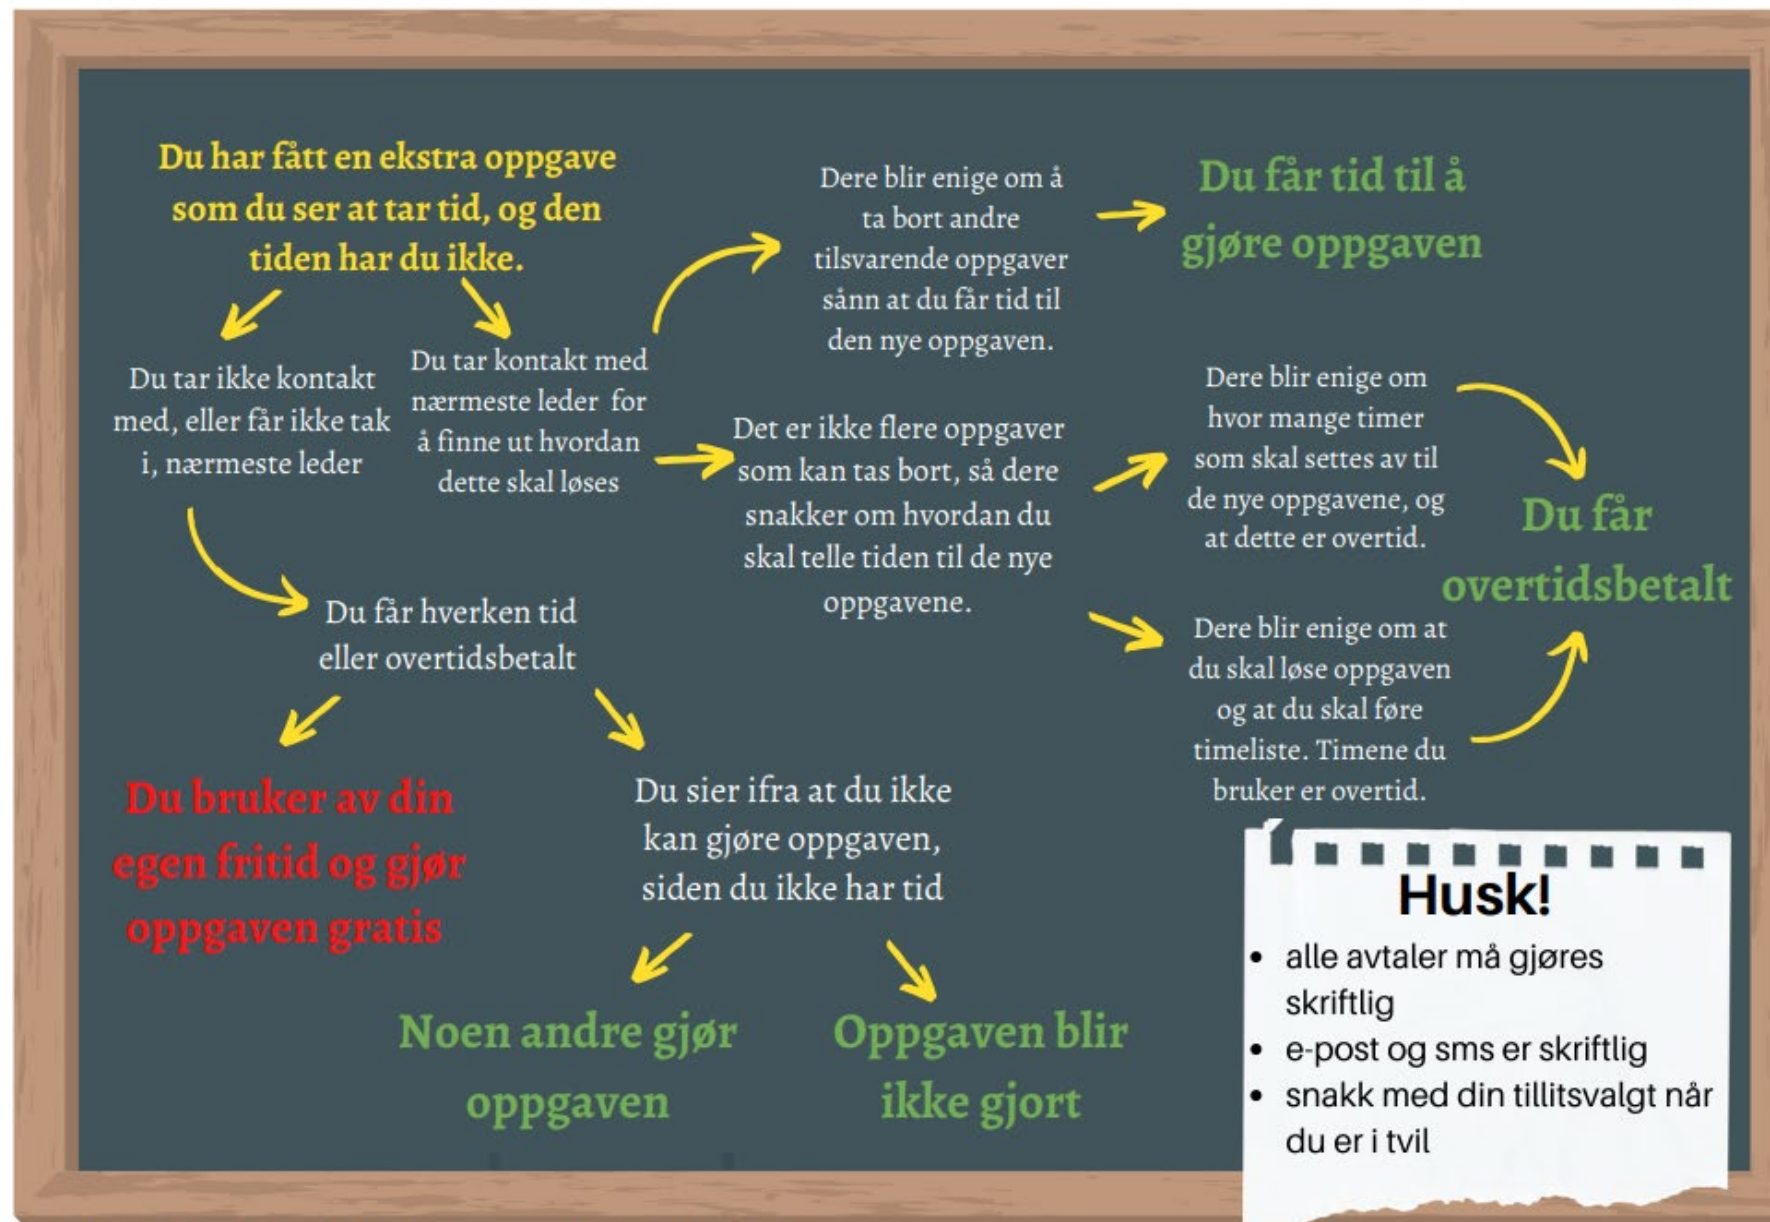 Du har fått en ekstra oppgave
som du ser at tar tid, og den
tiden har du ikke.
Du tar ikke kontakt
med, eller får ikke tak
i, nærmeste leder
Du tar kontakt med
nærmeste leder for
å finne ut hvordan
dette skal løses
Dere blir enige om å
ta bort andre
tilsvarende oppgaver
sånn at du får tid til
den nye oppgaven.
Du får tid til å
gjøre oppgaven
Det er ikke flere oppgaver
som kan tas bort, så dere
snakker om hvordan du
skal telle tiden til de nye
oppgavene.
Dere blir enige om
hvor mange timer
som skal settes av til
de nye oppgavene, og
at dette er overtid.
Du får
overtidsbetalt
Dere blir enige om at
du skal løse oppgaven
og at du skal føre
timeliste. Timene du
bruker er overtid.
Du får hverken tid
eller overtidsbetalt
Du bruker av din
egen fritid og gjør
oppgaven gratis
Du sier ifra at du ikke
kan gjøre oppgaven,
siden du ikke har tid
Noen andre gjør
oppgaven
Oppgaven blir
ikke gjort
Husk!
• alle avtaler må gjøres
skriftlig
• e-post og sms er skriftlig
• snakk med din tillitsvalgt når
du er i tvil